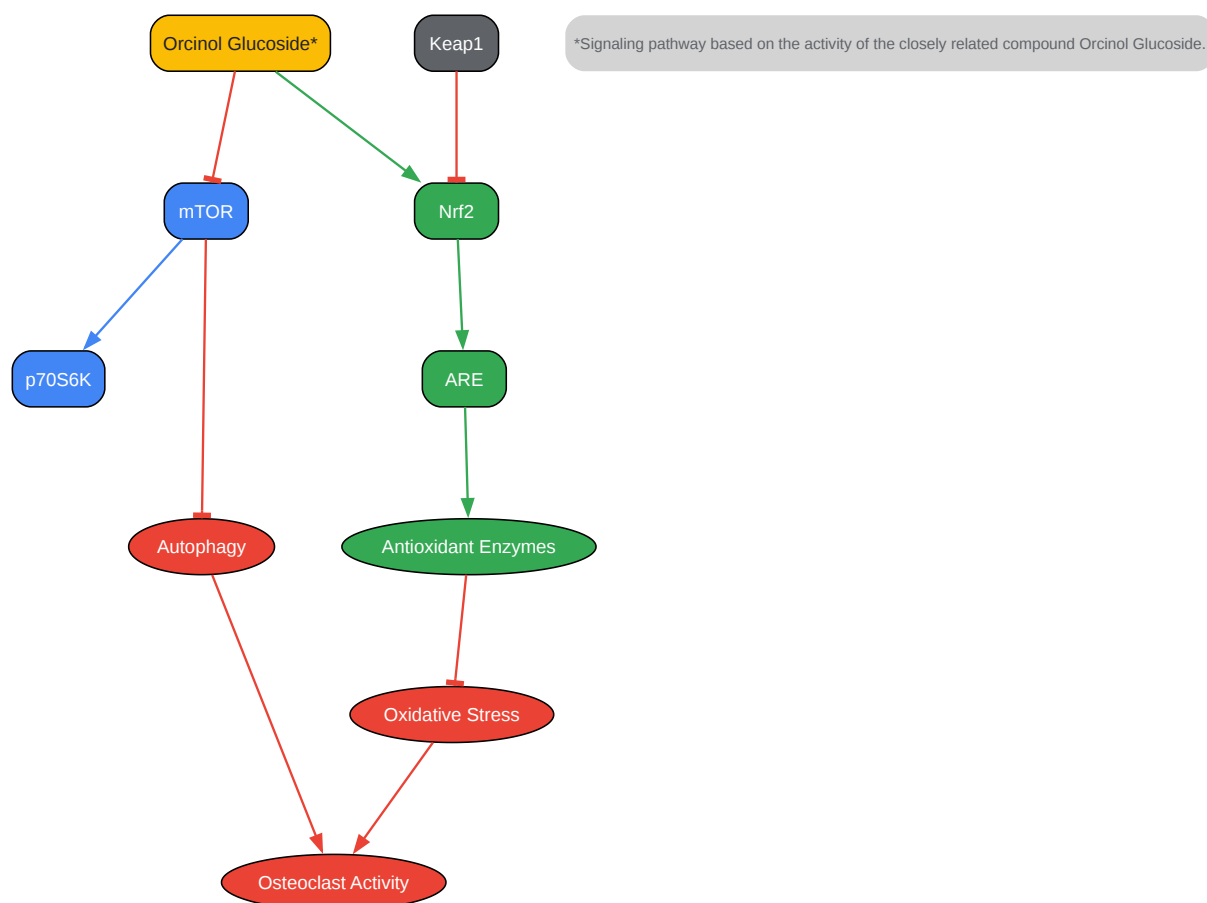 Orcinol Glucoside*
Keap1
*Signaling pathway based on the activity of the closely related compound Orcinol Glucoside.
mTOR
Nrf2
p70S6K
ARE
Autophagy
Antioxidant Enzymes
Oxidative Stress
Osteoclast Activity